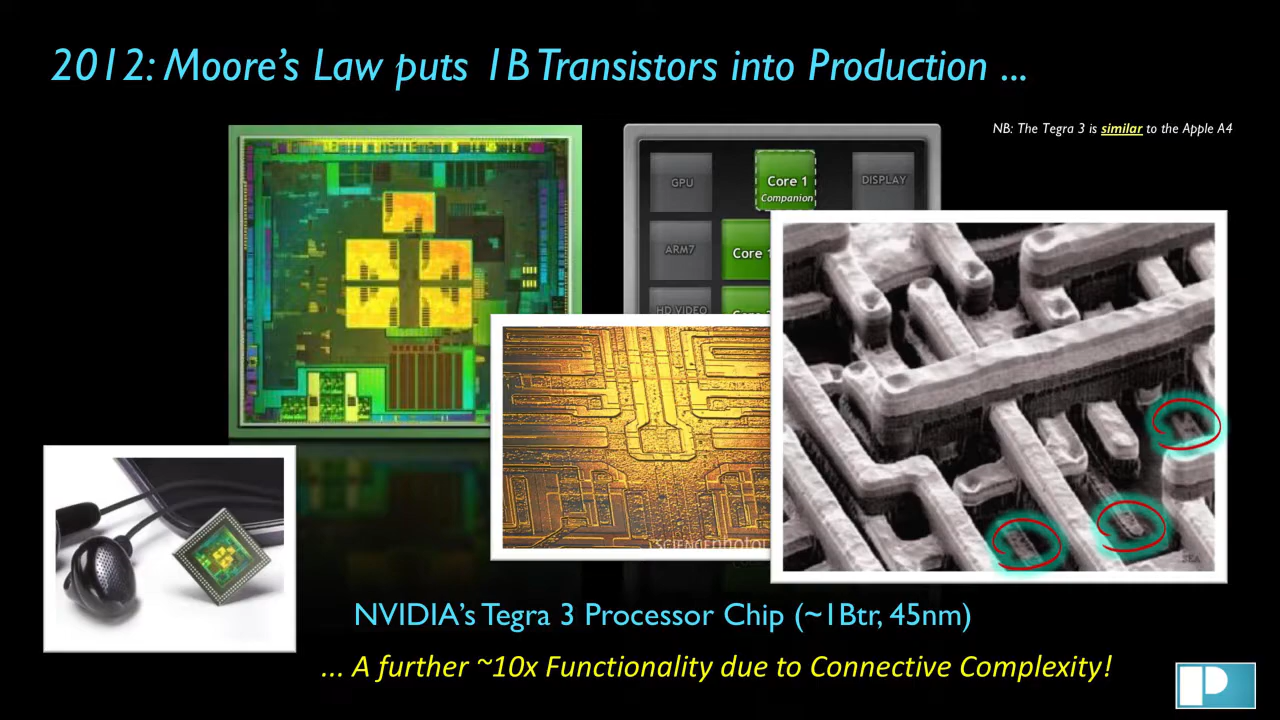 2012: Moore's Law puts 1B Transistors into Production ...
NB: The Tegra 3 is similar to the Apple A4
GPU
Core 1
Companion
DISPLAY
ARM7
Core
HD VIDEO
NVIDIA's Tegra 3 Processor Chip (~1Btr, 45nm)
... A further ~10x Functionality due to Connective Complexity!